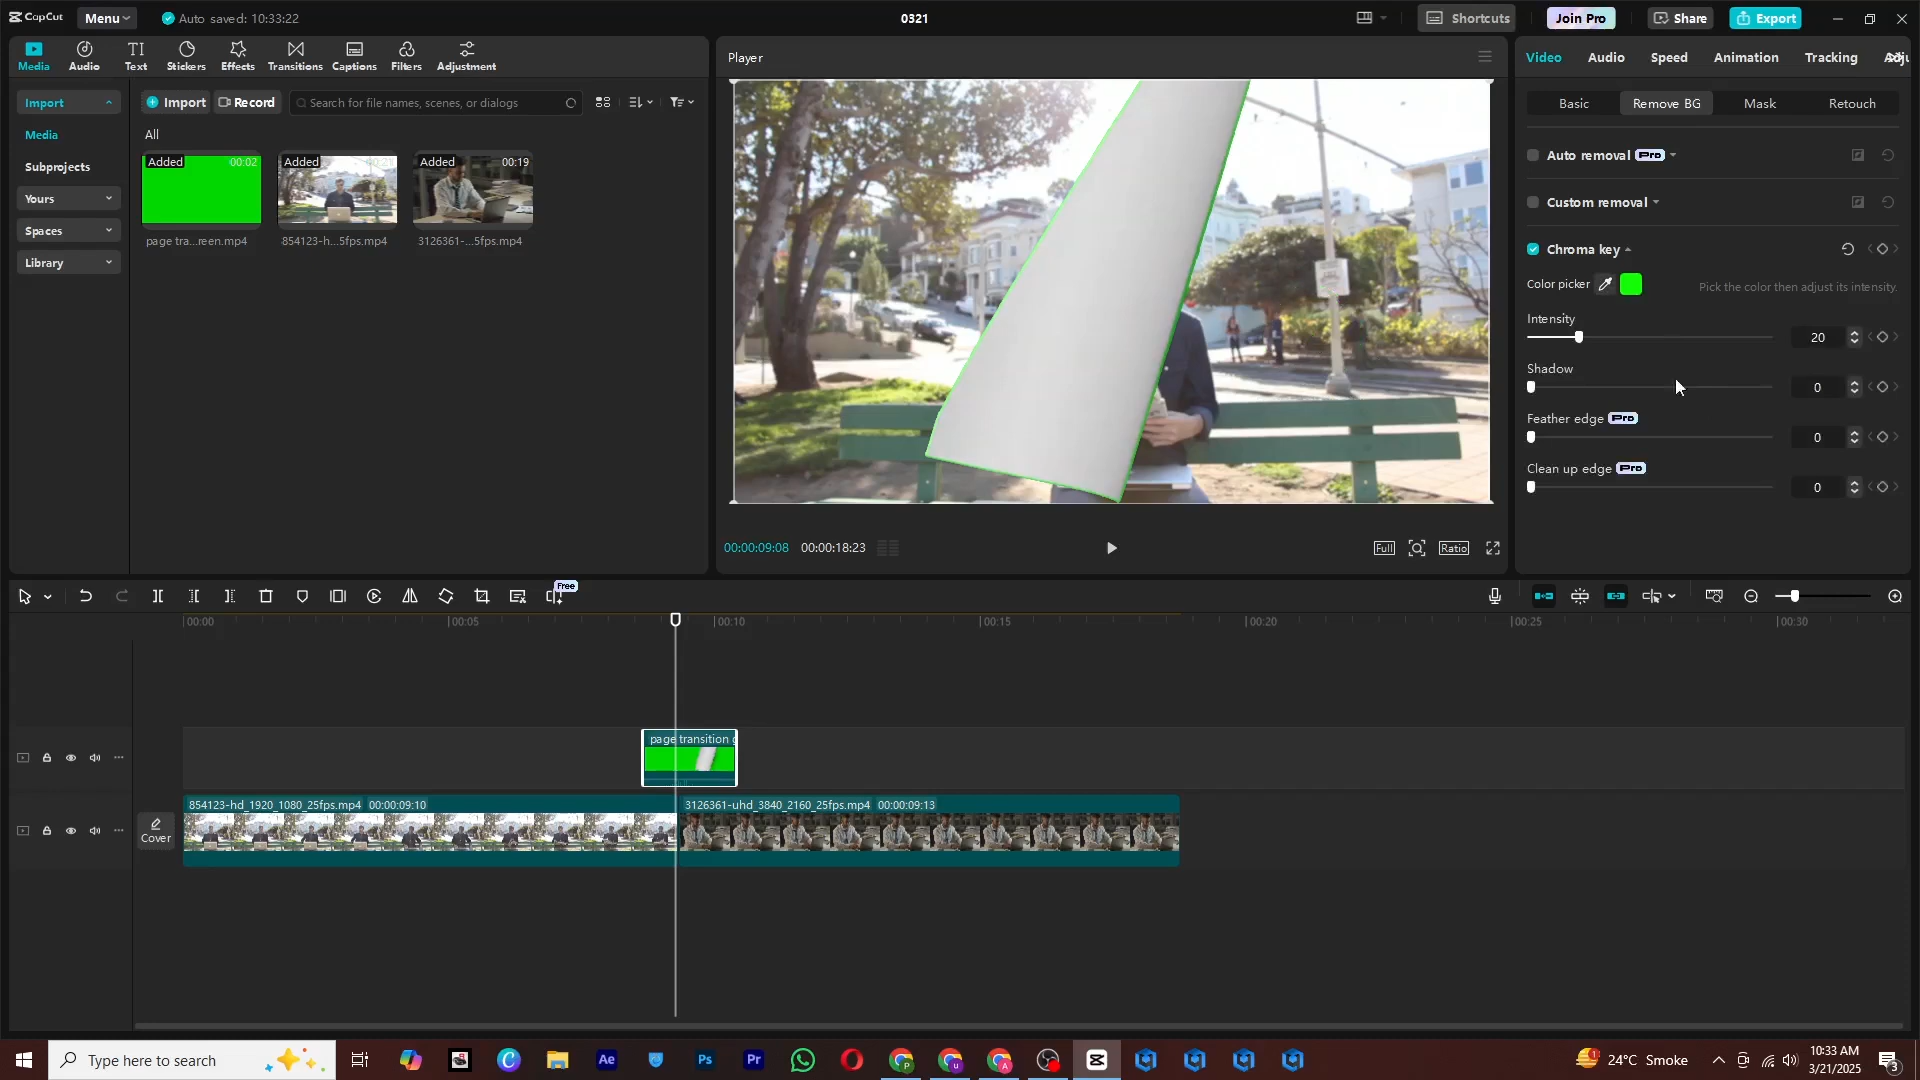 CapCut
Menu
Auto saved: 10:33:22
0321
Shortcuts
Join Pro
Share
Export
Media
Audio
Text
Stickers
Effects
Transitions
Captions
Filters
Adjustment
Player
Video
Audio
Speed
Animation
Tracking
Import
Import
Record
Search for file names, scenes, or dialogs
Basic
Remove BG
Mask
Retouch
Media
All
Subprojects
Yours
Spaces
Library
Added 00:02
Added
Added 00:19
page tra...reen.mp4
854123-h...5fps.mp4
3126361-...5fps.mp4
Auto removal Pro
Custom removal
Chroma key
Color picker
Pick the color then adjust its intensity.
Intensity
20
Shadow
0
Feather edge Pro
0
Clean up edge Pro
0
00:00:09:08
00:00:18:23
Full
Ratio
Free
00:00
00:05
00:10
00:15
00:20
00:25
00:30
page transition g
854123-hd_1920_1080_25fps.mp4 00:00:09:10
3126361-uhd_3840_2160_25fps.mp4 00:00:09:13
Cover
Type here to search
Ae
Ps
Pr
24°C Smoke
10:33 AM
3/21/2025
3